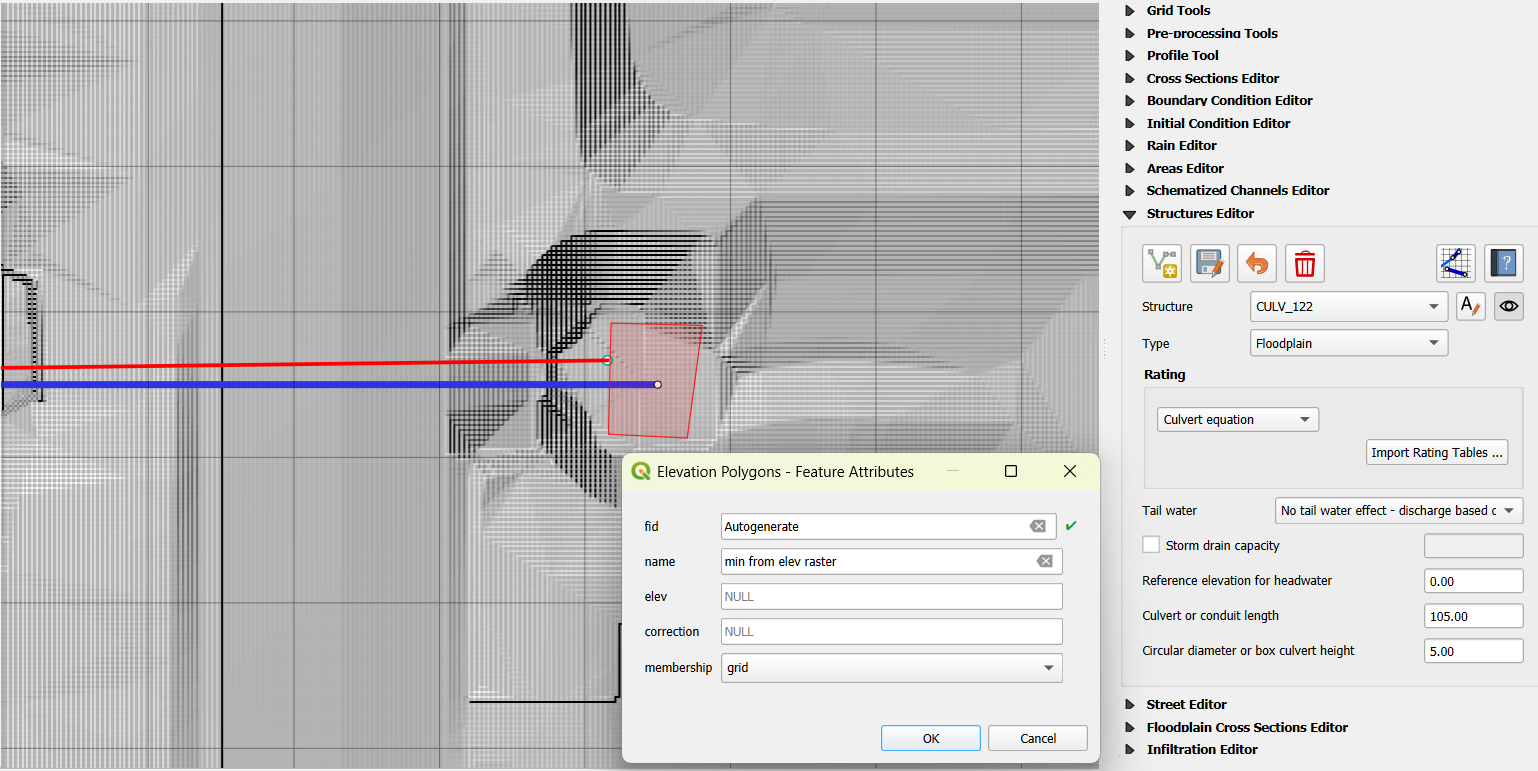 Grid Tools
Pre-processing Tools
Profile Tool
Cross Sections Editor
Boundary Condition Editor
Initial Condition Editor
Rain Editor
Areas Editor
Schematized Channels Editor
Structures Editor
?
Structure CULV_122 A
Type Floodplain
Rating
Culvert equation
Import Rating Tables ...
Tail water No tail water effect - discharge based c
Storm drain capacity
Reference elevation for headwater 0.00
Culvert or conduit length 105.00
Circular diameter or box culvert height 5.00
Street Editor
Floodplain Cross Sections Editor
Infiltration Editor
Elevation Polygons - Feature Attributes
fid Autogenerate
name min from elev raster
elev NULL
correction NULL
membership grid
OK Cancel